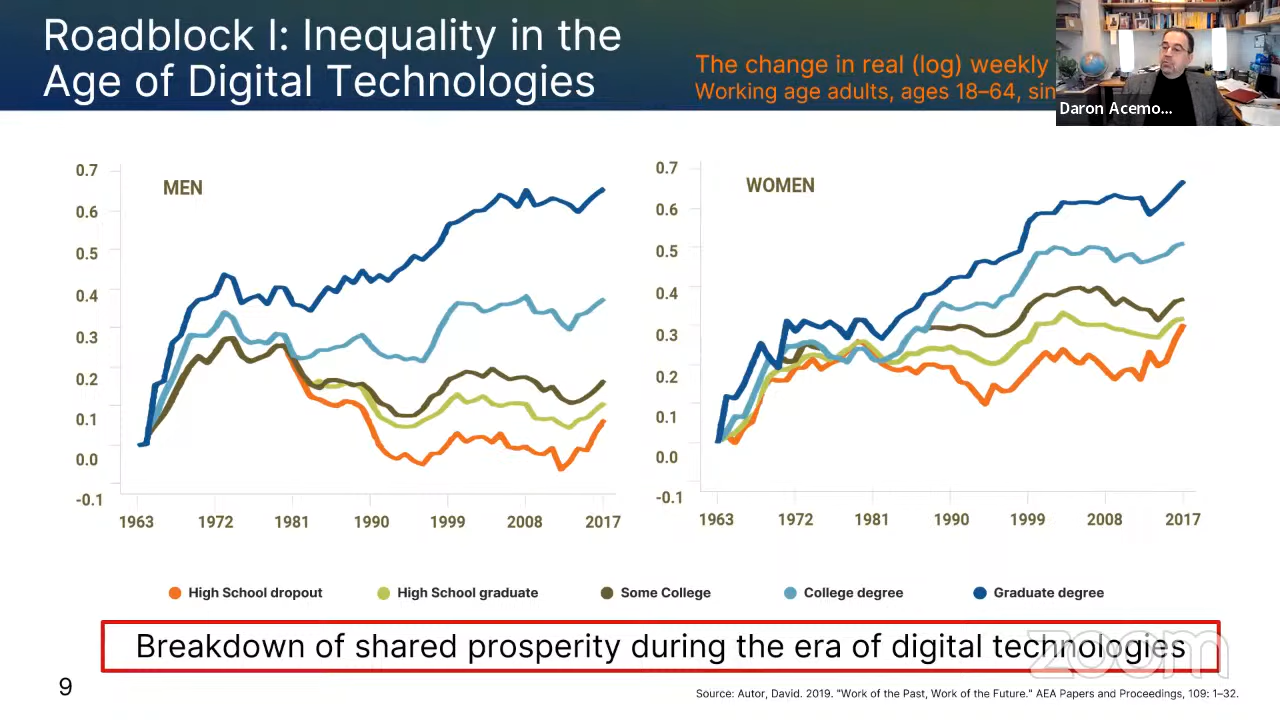 Roadblock I: Inequality in the
Age of Digital Technologies
The change in real (log) weekly
Working age adults, ages 18–64, sin
Daron Acemo...
MEN
0.7
0.6
0.5
0.4
0.3
0.2
0.1
0.0
-0.1
1963 1972 1981 1990 1999 2008 2017
WOMEN
0.7
0.6
0.5
0.4
0.3
0.2
0.1
0.0
-0.1
1963 1972 1981 1990 1999 2008 2017
High School dropout High School graduate Some College College degree Graduate degree
Breakdown of shared prosperity during the era of digital technologies
zoom
9
Source: Autor, David. 2019. "Work of the Past, Work of the Future." AEA Papers and Proceedings, 109: 1–32.